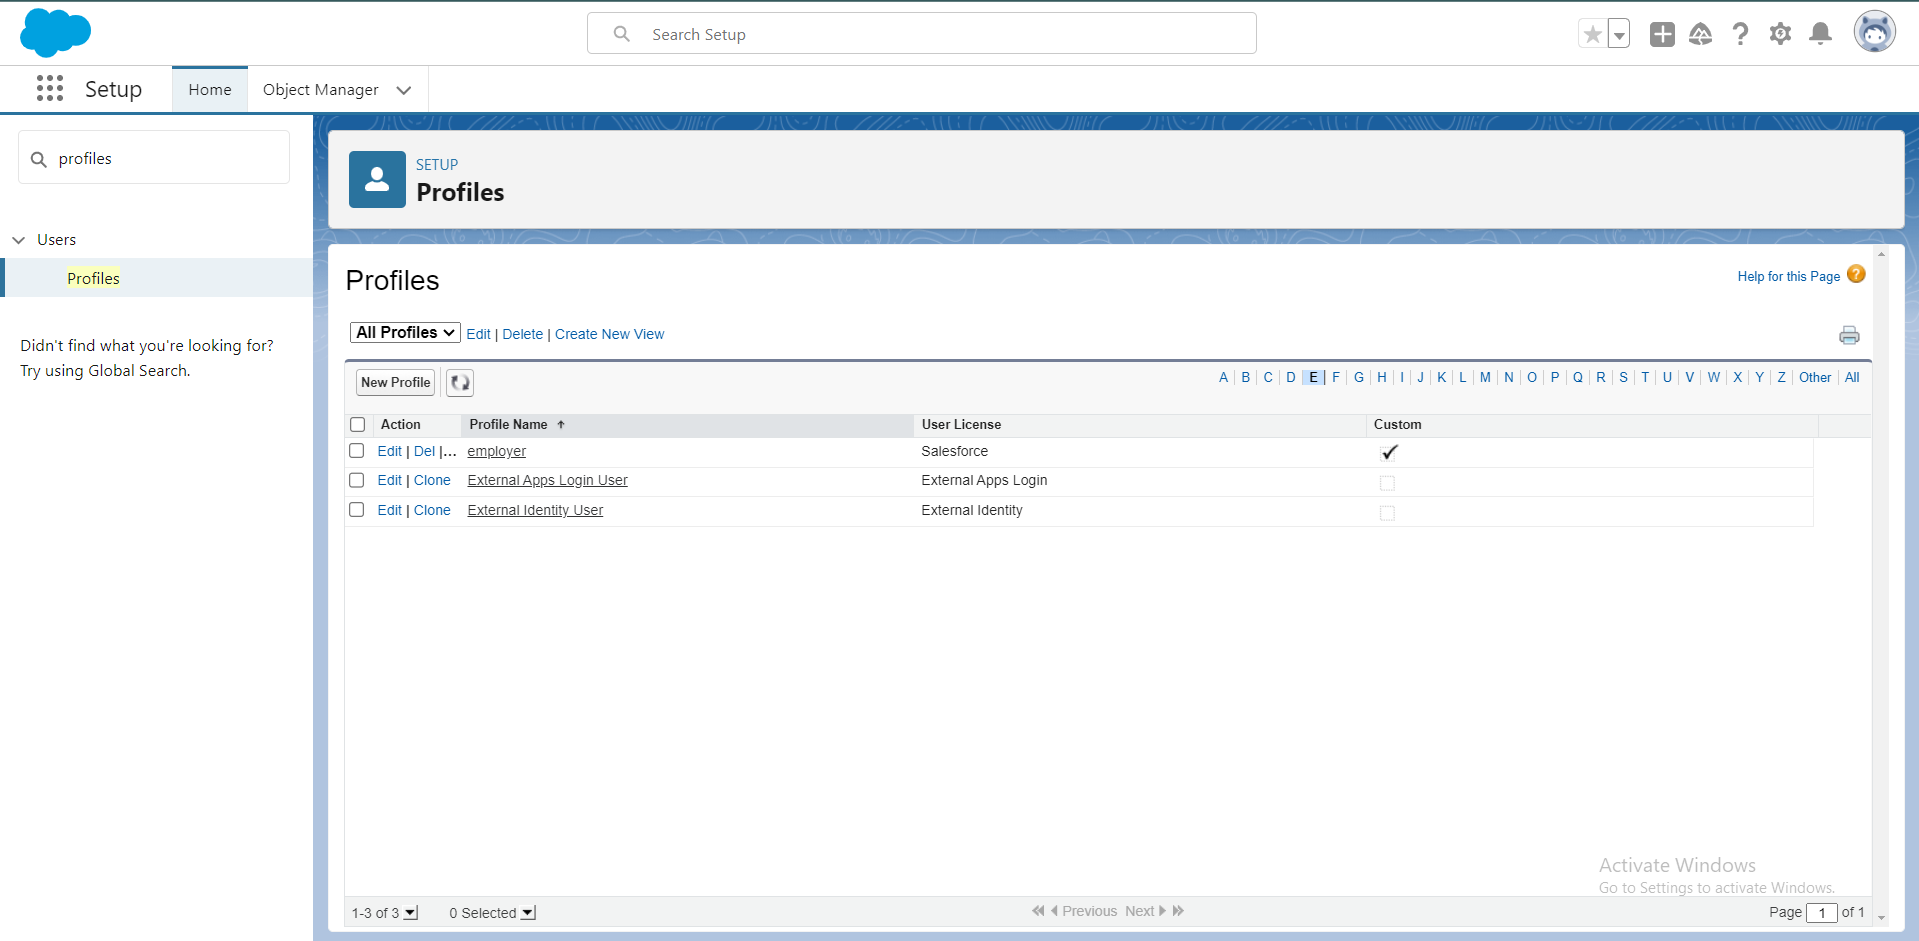 Search Setup
Setup
Home
Object Manager
profiles
Users
Profiles
Didn't find what you're looking for?
Try using Global Search.
SETUP
Profiles
Profiles
Help for this Page ?
All Profiles
Edit | Delete | Create New View
New Profile
A | B | C | D | E | F | G | H | I | J | K | L | M | N | O | P | Q | R | S | T | U | V | W | X | Y | Z | Other | All
Action Profile Name ↑ User License Custom
Edit | Del |... employer Salesforce ✓
Edit | Clone External Apps Login User External Apps Login
Edit | Clone External Identity User External Identity
Activate Windows
Go to Settings to activate Windows.
1-3 of 3 0 Selected Previous Next Page 1 of 1